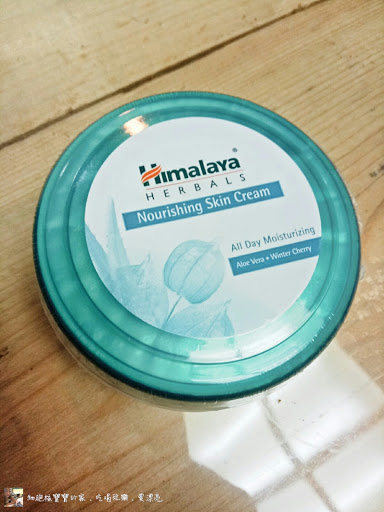 Himalaya®
HERBALS
Nourishing Skin Cream
All Day Moisturizing
Aloe Vera • Winter Cherry